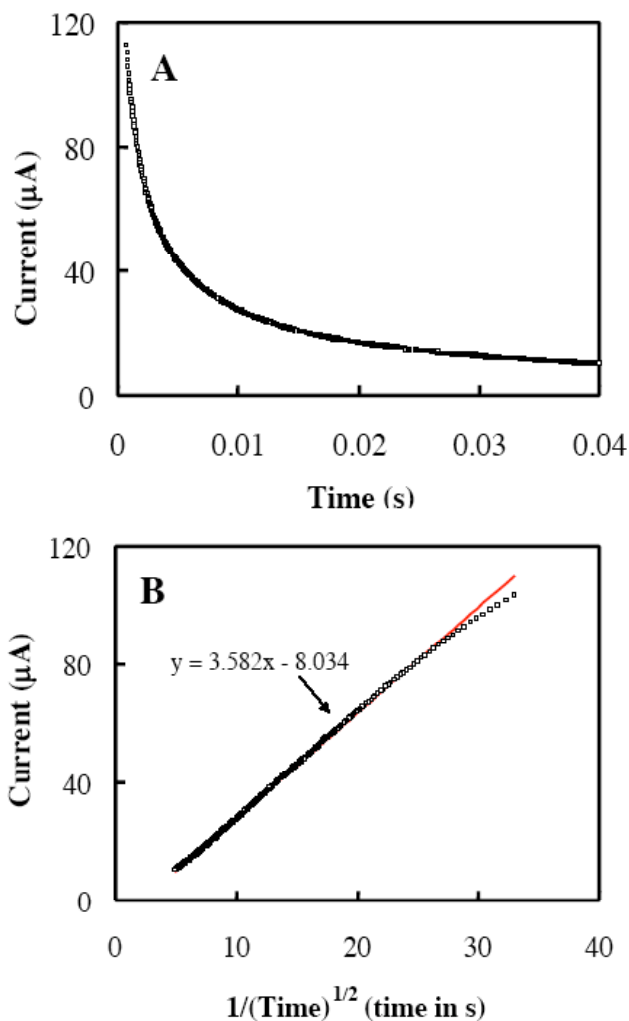 120
80
40
0
A
Current (µA)
0 0.01 0.02 0.03 0.04
Time (s)
120
80
40
0
B
y = 3.582x - 8.034
Current (µA)
0 10 20 30 40
1/(Time)^1/2 (time in s)